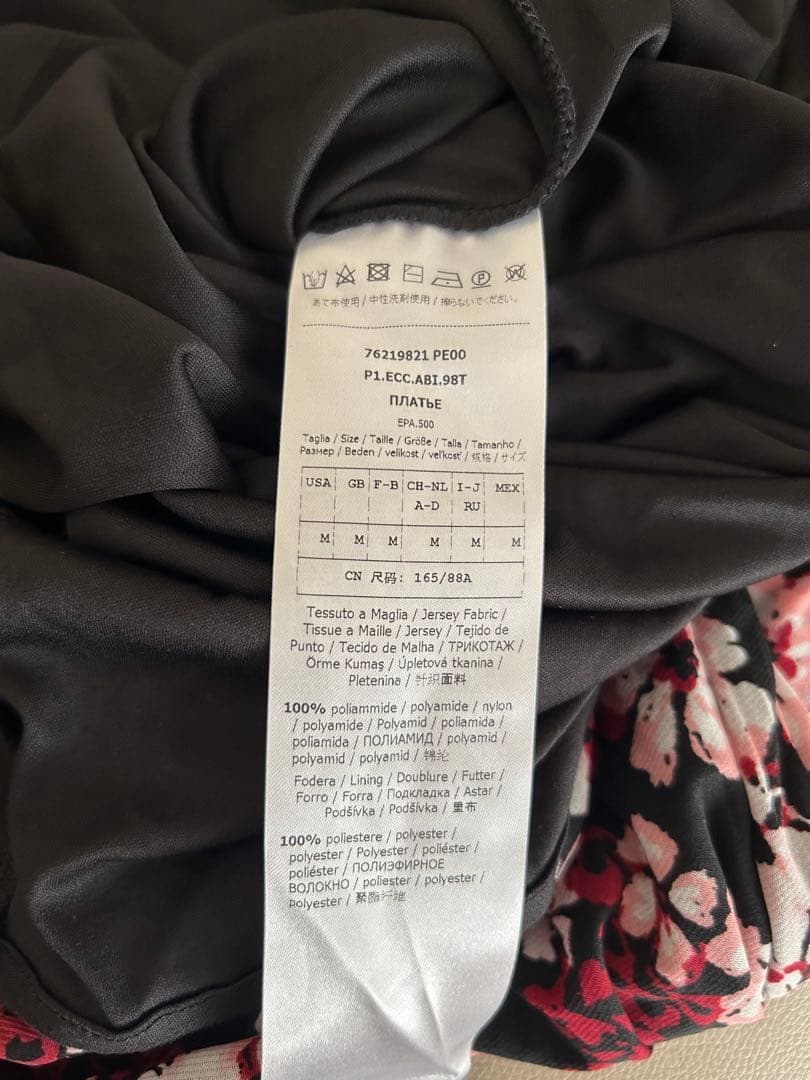 あて布使用 / 中性洗剤使用 / 擦らないでください。
76219821 PE00
P1.ECC.ABI.98T
ПЛАТЬЕ
EPA.500
Taglia / Size / Taille / Größe / Talla / Tamanho /
Размер / Beden / velikost / veľkosť / 规格 / サイズ
USA GB F-B CH-NL I-J MEX
A-D RU
M M M M M M
CN 尺码: 165/88A
Tessuto a Maglia / Jersey Fabric /
Tissue a Maille / Jersey / Tejido de
Punto / Tecido de Malha / ТРИКОТАЖ /
Örme Kumaş / Úpletová tkanina /
Pletenina / 针织面料
100% poliammide / polyamide / nylon
/ polyamide / Polyamid / poliamida /
poliamida / ПОЛИАМИД / polyamid /
polyamid / polyamid / 锦纶
Fodera / Lining / Doublure / Futter /
Forro / Forra / Подкладка / Astar /
Podšívka / Podšívka / 里布
100% poliestere / polyester /
polyester / Polyester / poliéster /
poliéster / ПОЛИЭФИРНОЕ
ВОЛОКНО / poliester / polyester /
polyester / 聚酯纤维